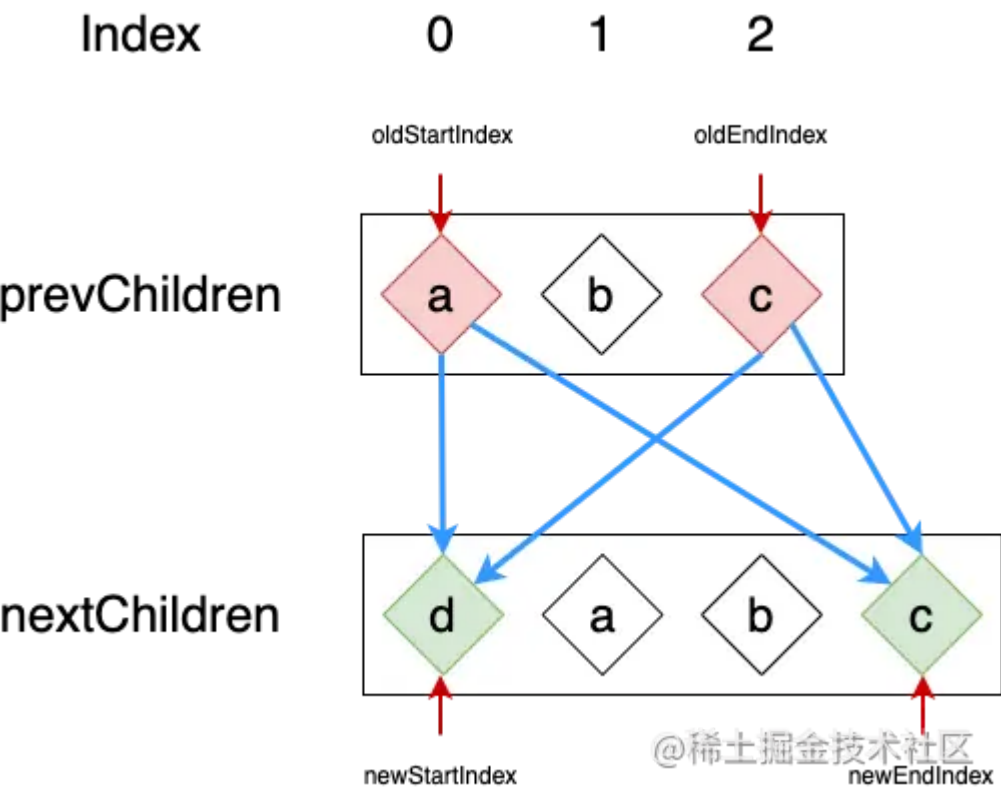 Index 0 1 2
oldStartIndex oldEndIndex
prevChildren a b c
nextChildren d a b c
@稀土掘金技术社区
newStartIndex newEndIndex